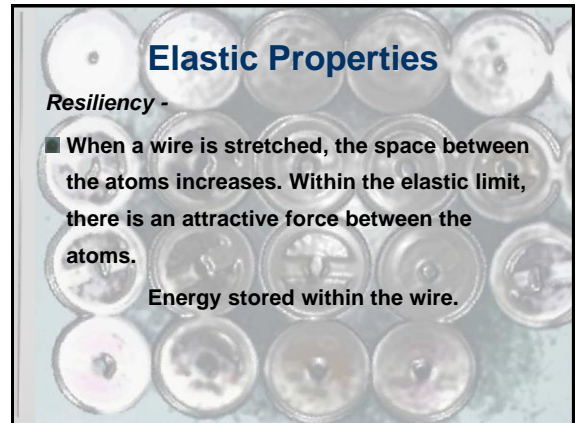 Elastic Properties
Resiliency -
When a wire is stretched, the space between
the atoms increases. Within the elastic limit,
there is an attractive force between the
atoms.
Energy stored within the wire.